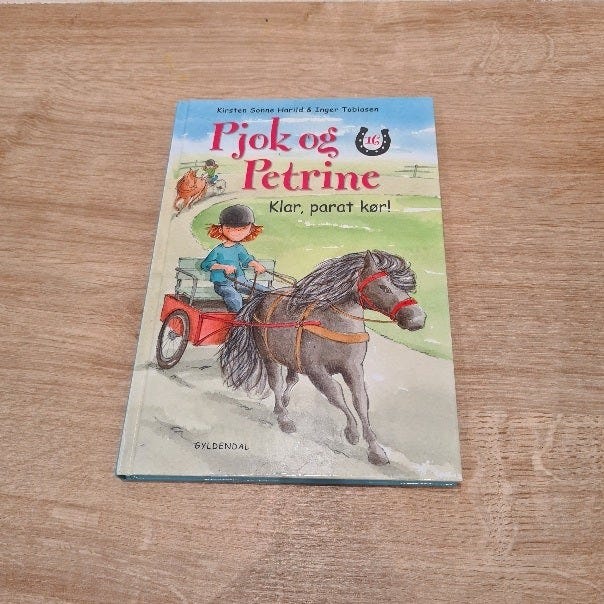 Kirsten Sonne Harild & Inger Tobiasen
Pjok og
16
Petrine
Klar, parat kør!
GYLDENDAL